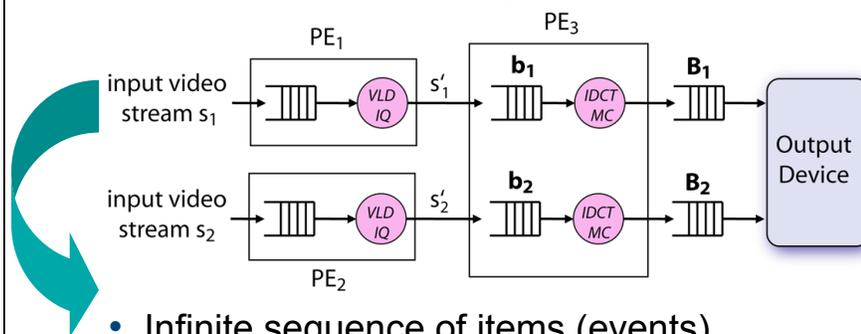 PE₁
PE₃
input video
stream s₁
VLD
IQ
s'₁
b₁
IDCT
MC
B₁
Output
Device
input video
stream s₂
VLD
IQ
s'₂
b₂
IDCT
MC
B₂
PE₂
• Infinite sequence of items (events)